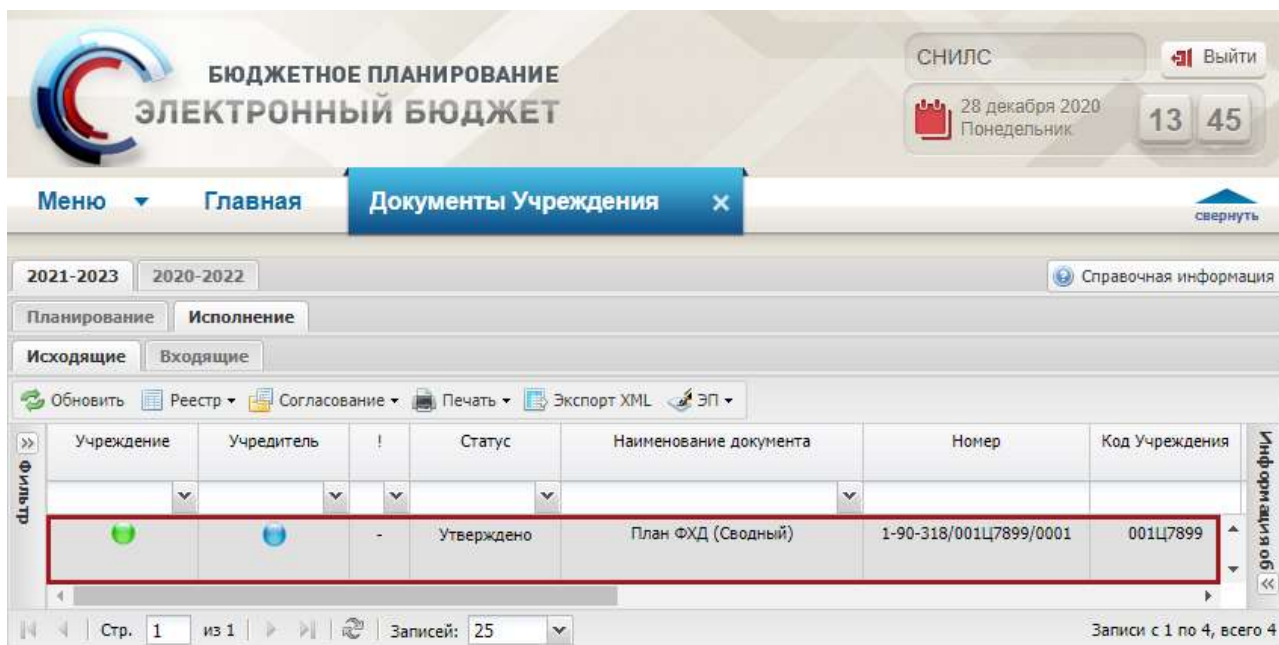 БЮДЖЕТНОЕ ПЛАНИРОВАНИЕ
ЭЛЕКТРОННЫЙ БЮДЖЕТ
СНИЛС
Выйти
28 декабря 2020
Понедельник
13 45
Меню Главная Документы Учреждения ×
свернуть
2021-2023 2020-2022 Справочная информация
Планирование Исполнение
Исходящие Входящие
Обновить Реестр Согласование Печать Экспорт XML ЭП
Фильтр
Учреждение Учредитель ! Статус Наименование документа Номер Код Учреждения
- Утверждено План ФХД (Сводный) 1-90-318/001Ц7899/0001 001Ц7899
Информация об
Стр. 1 из 1 Записей: 25 Записи с 1 по 4, всего 4